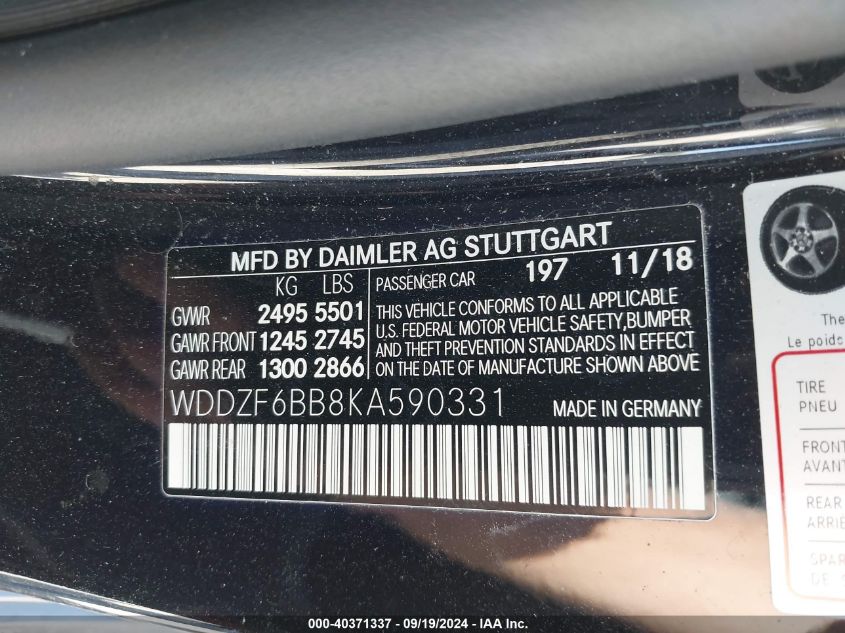 MFD BY DAIMLER AG STUTTGART
KG LBS
GVWR 2495 5501
GAWR FRONT 1245 2745
GAWR REAR 1300 2866
PASSENGER CAR 197 11/18
THIS VEHICLE CONFORMS TO ALL APPLICABLE
U.S. FEDERAL MOTOR VEHICLE SAFETY,BUMPER
AND THEFT PREVENTION STANDARDS IN EFFECT
ON THE DATE OF MANUFACTURE SHOWN ABOVE
WDDZF6BB8KA590331 MADE IN GERMANY
The
Le poids
TIRE
PNEU
FRONT
AVANT
REAR
ARRIÈ
SPAR
DE
000-40371337 - 09/19/2024 - IAA Inc.